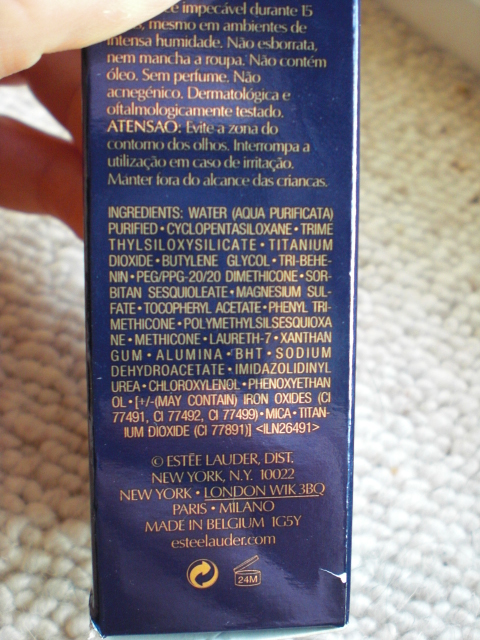 impecável durante 15
mesmo em ambientes de
intensa humidade. Não esborrata,
nem mancha a roupa. Não contém
óleo. Sem perfume. Não
acnegénico. Dermatológica e
oftalmologicamente testado.
ATENSAO: Evite a zona do
contorno dos olhos. Interrompa a
utilização em caso de irritação.
Manter fora do alcance das criancas.
INGREDIENTS: WATER (AQUA PURIFICATA)
PURIFIED • CYCLOPENTASILOXANE • TRIME
THYLSILOXYSILICATE • TITANIUM
DIOXIDE • BUTYLENE GLYCOL • TRI-BEHE-
NIN • PEG/PPG-20/20 DIMETHICONE • SOR-
BITAN SESQUIOLEATE • MAGNESIUM SUL-
FATE • TOCOPHERYL ACETATE • PHENYL TRI-
METHICONE • POLYMETHYLSILSESQUIOXA
NE • METHICONE • LAURETH-7 • XANTHAN
GUM • ALUMINA • BHT • SODIUM
DEHYDROACETATE • IMIDAZOLIDINYL
UREA • CHLOROXYLENOL • PHENOXYETHAN
OL • [+/-(MAY CONTAIN) IRON OXIDES (CI
77491, CI 77492, CI 77499) • MICA • TITAN-
IUM DIOXIDE (CI 77891)] <ILN26491>
© ESTÉE LAUDER, DIST.
NEW YORK, N.Y. 10022
NEW YORK • LONDON W1K 3BQ
PARIS • MILANO
MADE IN BELGIUM 1G5Y
esteelauder.com
24M